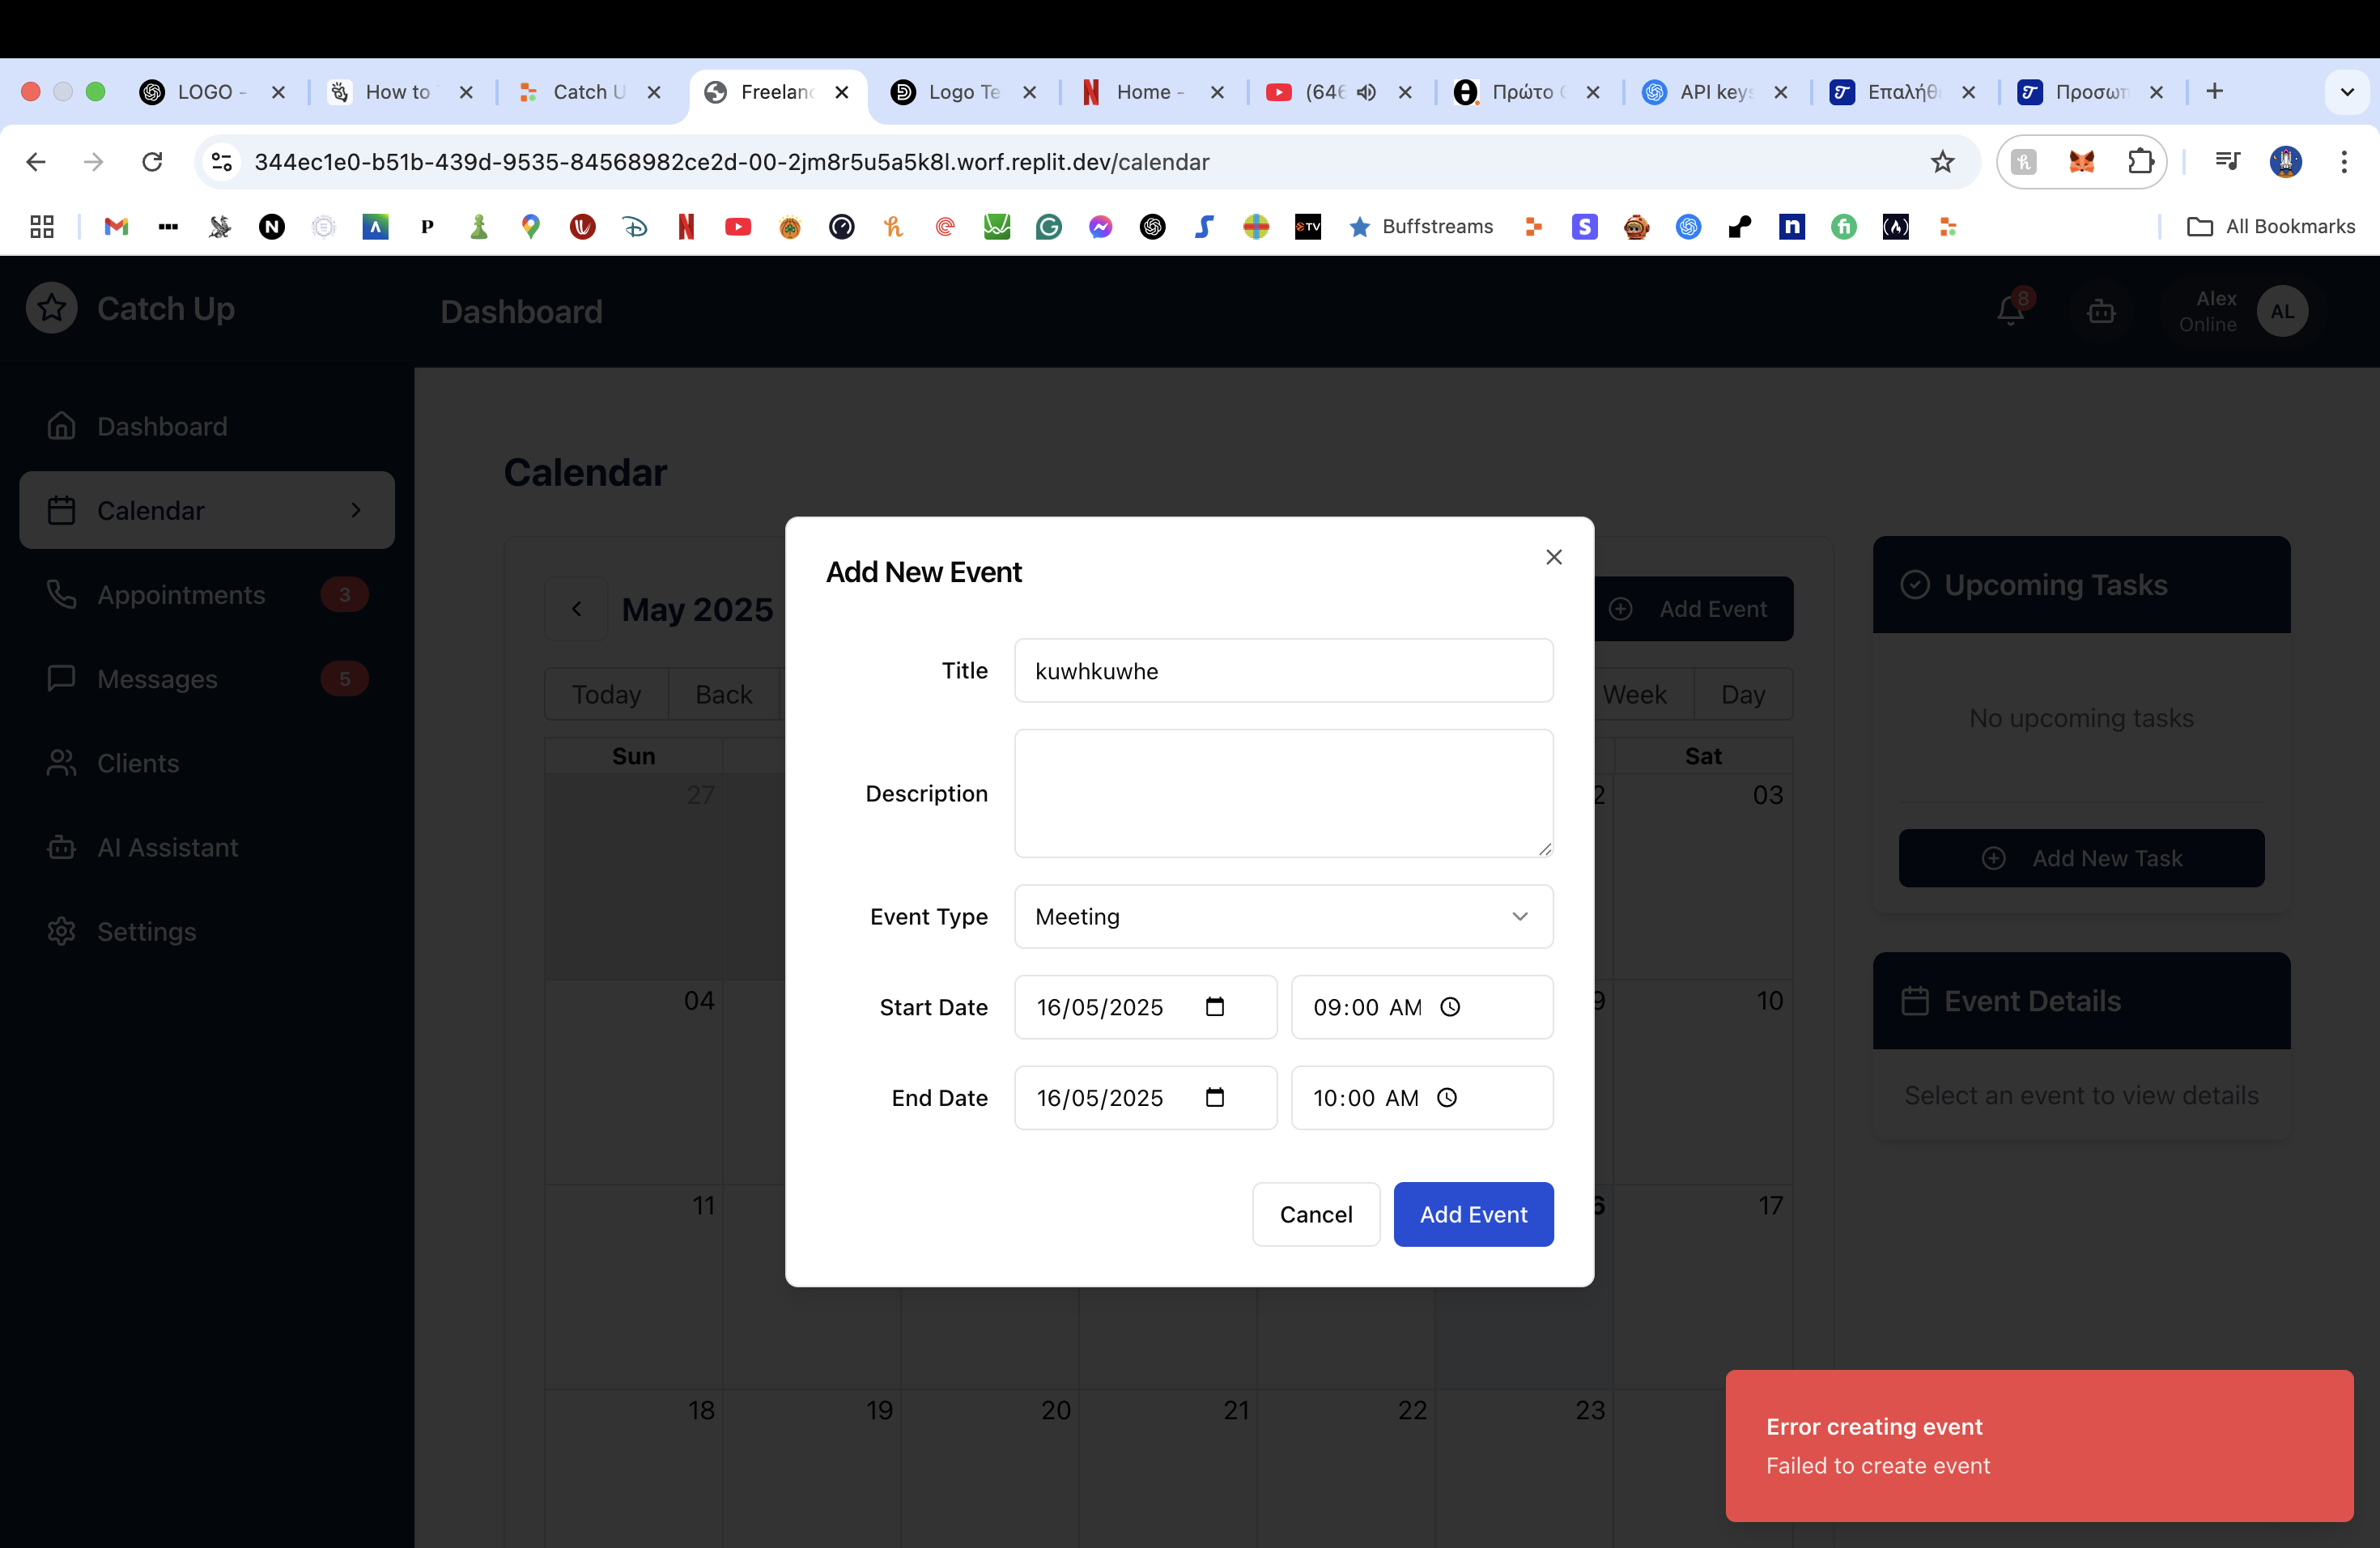 LOGO -
How to
Catch U
Freelanc
Logo Te
Home -
(646
Πρώτο
API keys
Επαλήθ
Προσωπ
344ec1e0-b51b-439d-9535-84568982ce2d-00-2jm8r5u5a5k8l.worf.replit.dev/calendar
Buffstreams
All Bookmarks
Catch Up
Dashboard
8
Alex
Online
AL
Dashboard
Calendar
Appointments 3
Messages 5
Clients
AI Assistant
Settings
Calendar
May 2025
Add Event
Today Back
Week Day
Sun
Sat
27
03
04
10
11
17
18 19 20 21 22 23
Add New Event
Title kuwhkuwhe
Description
Event Type Meeting
Start Date 16/05/2025 09:00 AM
End Date 16/05/2025 10:00 AM
Cancel Add Event
Upcoming Tasks
No upcoming tasks
Add New Task
Event Details
Select an event to view details
Error creating event
Failed to create event